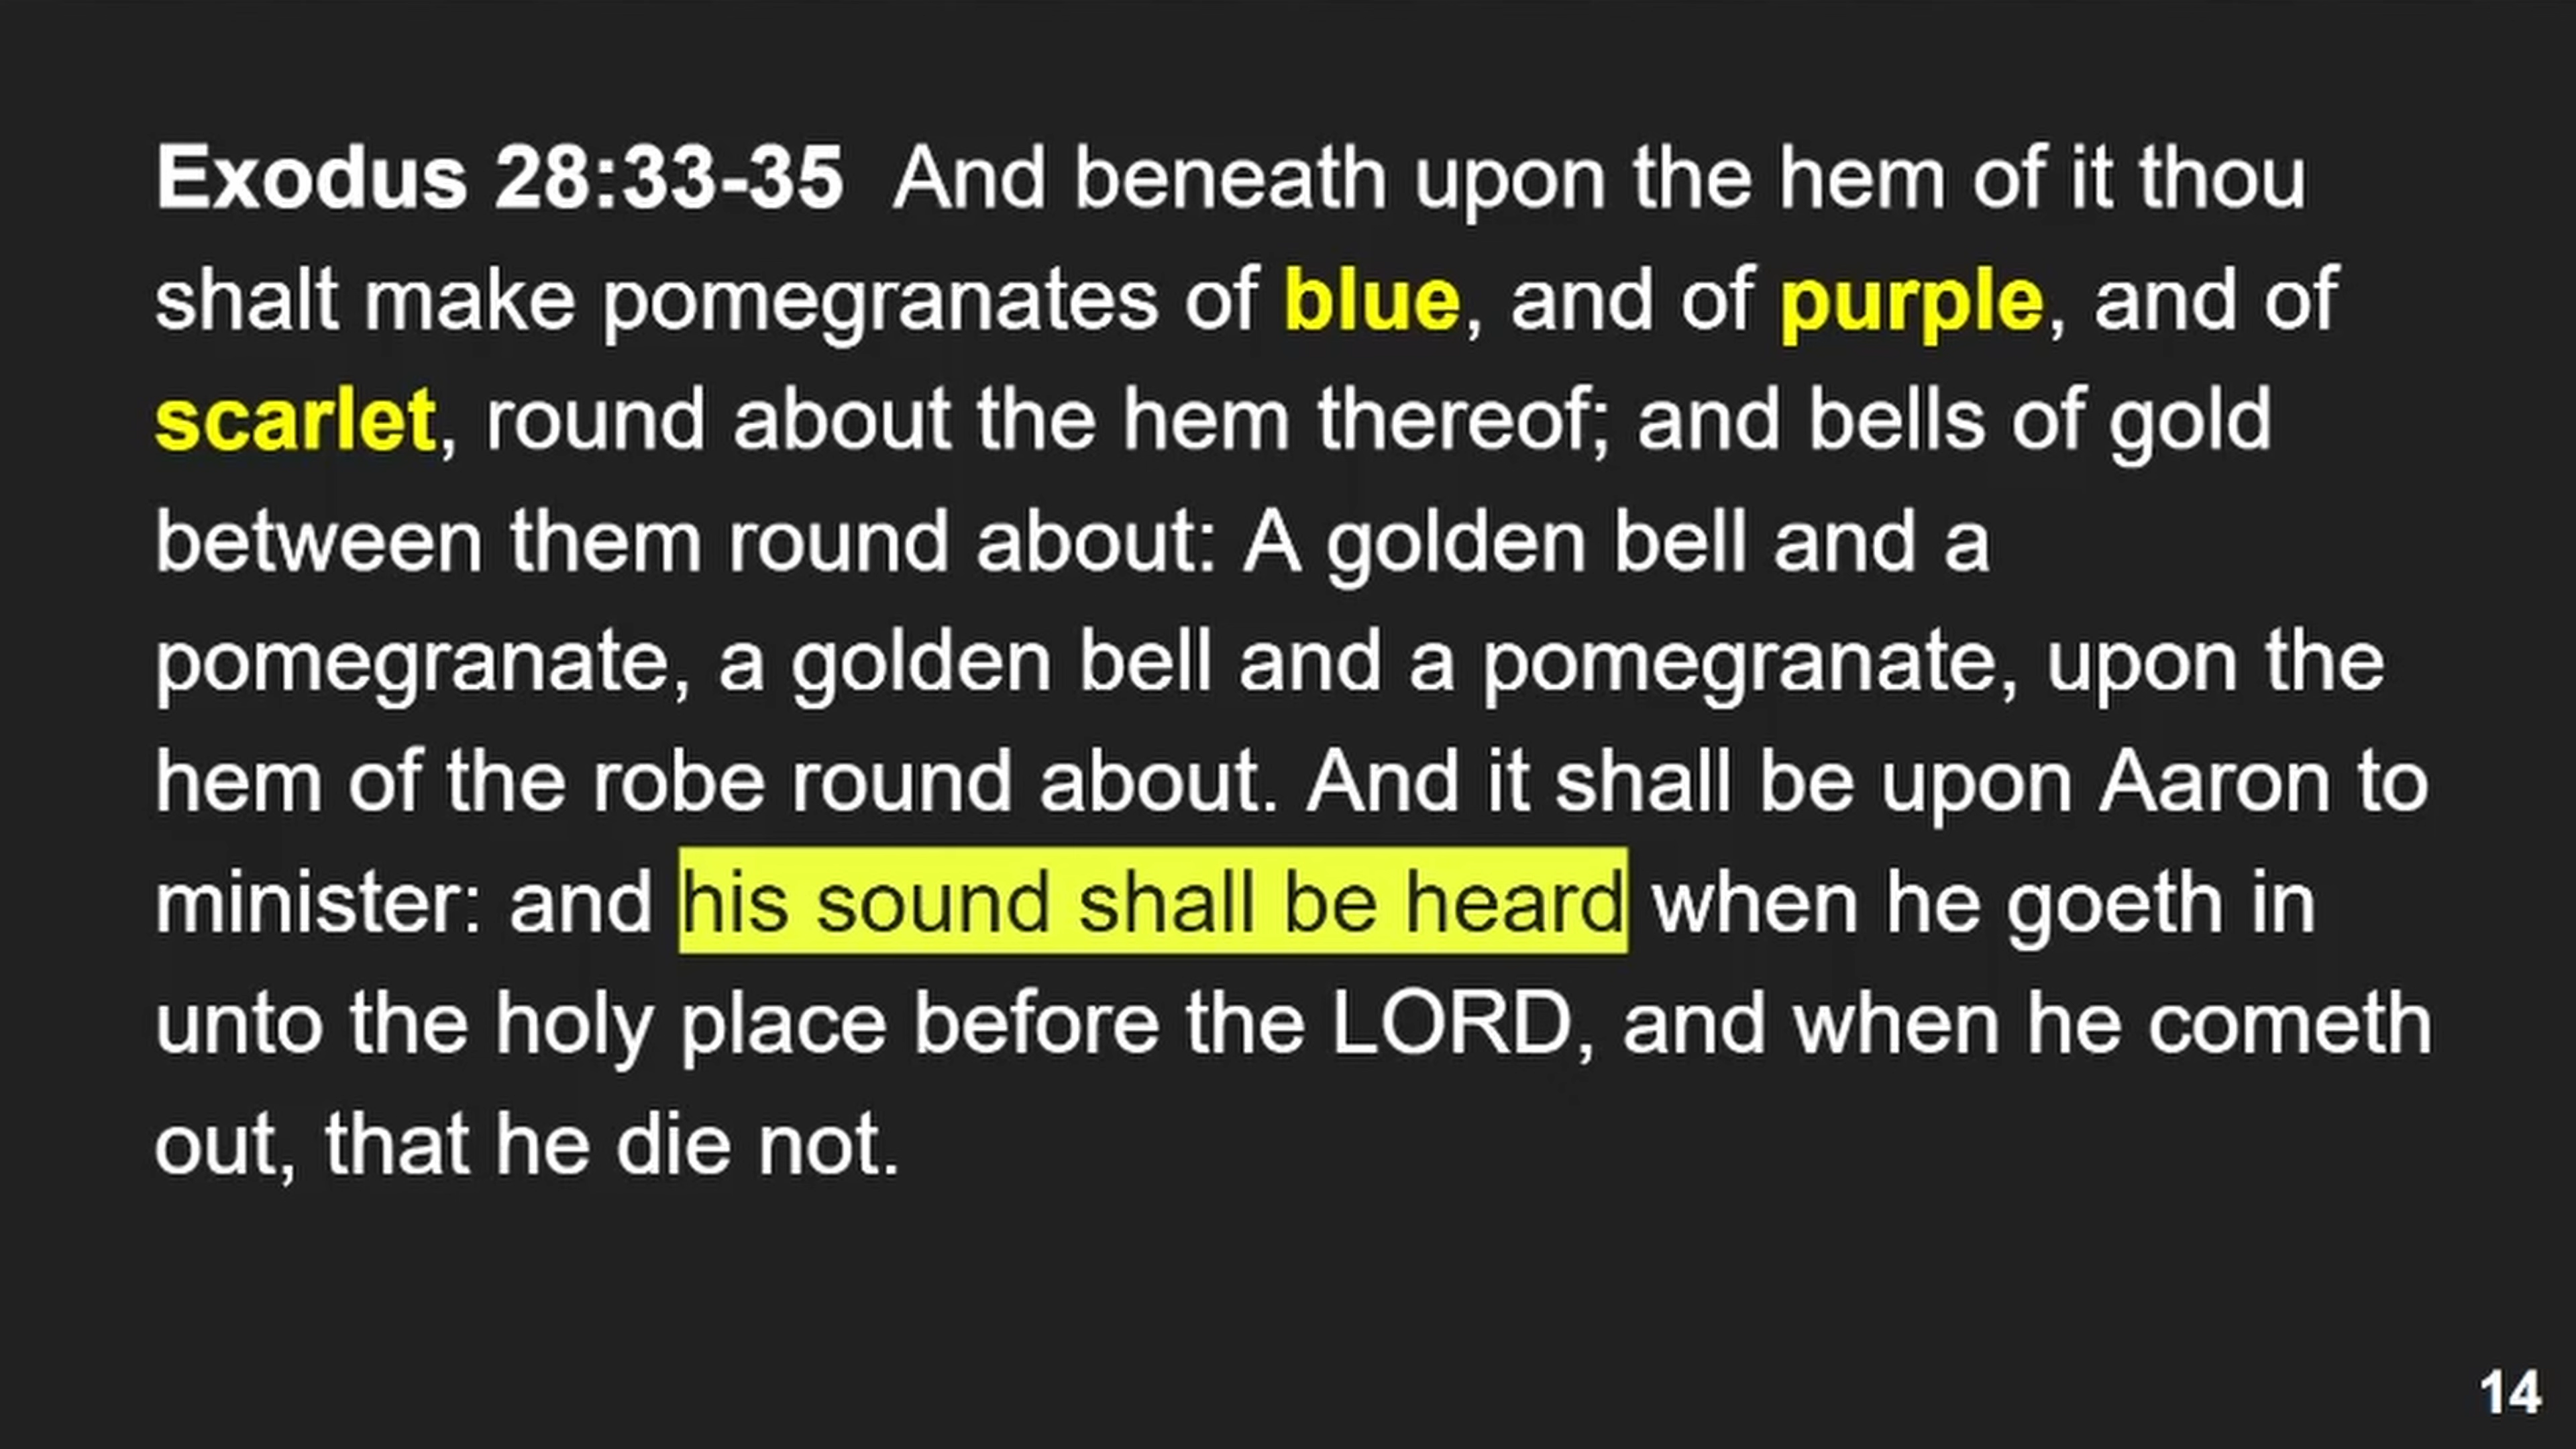 Exodus 28:33-35  And beneath upon the hem of it thou
shalt make pomegranates of blue, and of purple, and of
scarlet, round about the hem thereof; and bells of gold
between them round about: A golden bell and a
pomegranate, a golden bell and a pomegranate, upon the
hem of the robe round about. And it shall be upon Aaron to
minister: and his sound shall be heard when he goeth in
unto the holy place before the LORD, and when he cometh
out, that he die not.
14